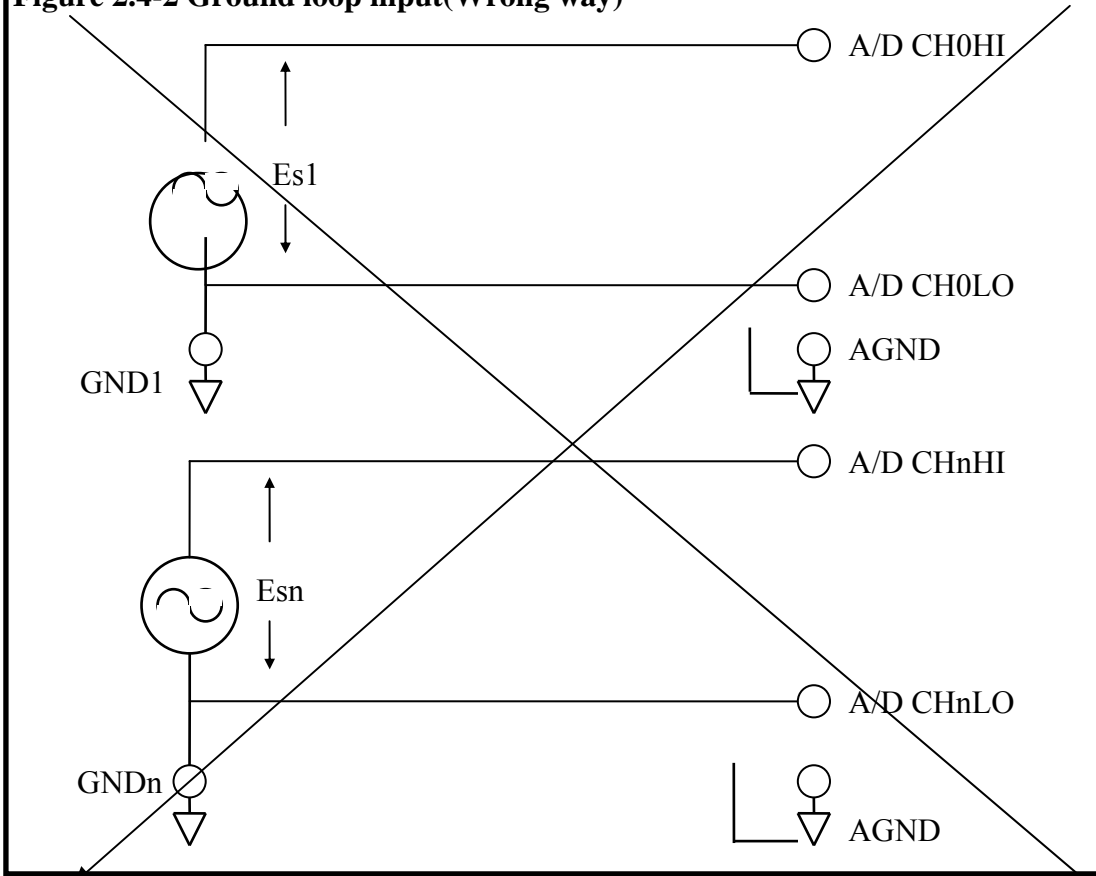 Figure 2.4-2 Ground loop input(Wrong way)
A/D CH0HI
Es1
A/D CH0LO
AGND
GND1
A/D CHnHI
Esn
A/D CHnLO
GNDn
AGND